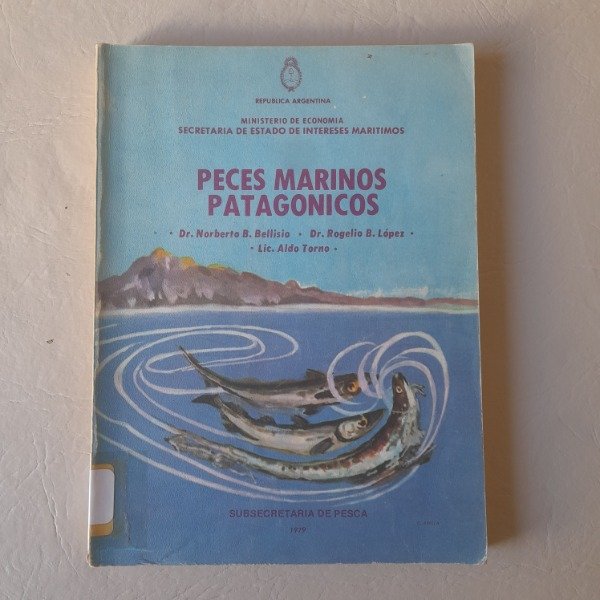 REPUBLICA ARGENTINA
MINISTERIO DE ECONOMIA
SECRETARIA DE ESTADO DE INTERESES MARITIMOS
PECES MARINOS
PATAGONICOS
• Dr. Norberto B. Bellisio • Dr. Rogelio B. López •
• Lic. Aldo Torno •
SUBSECRETARIA DE PESCA
1979